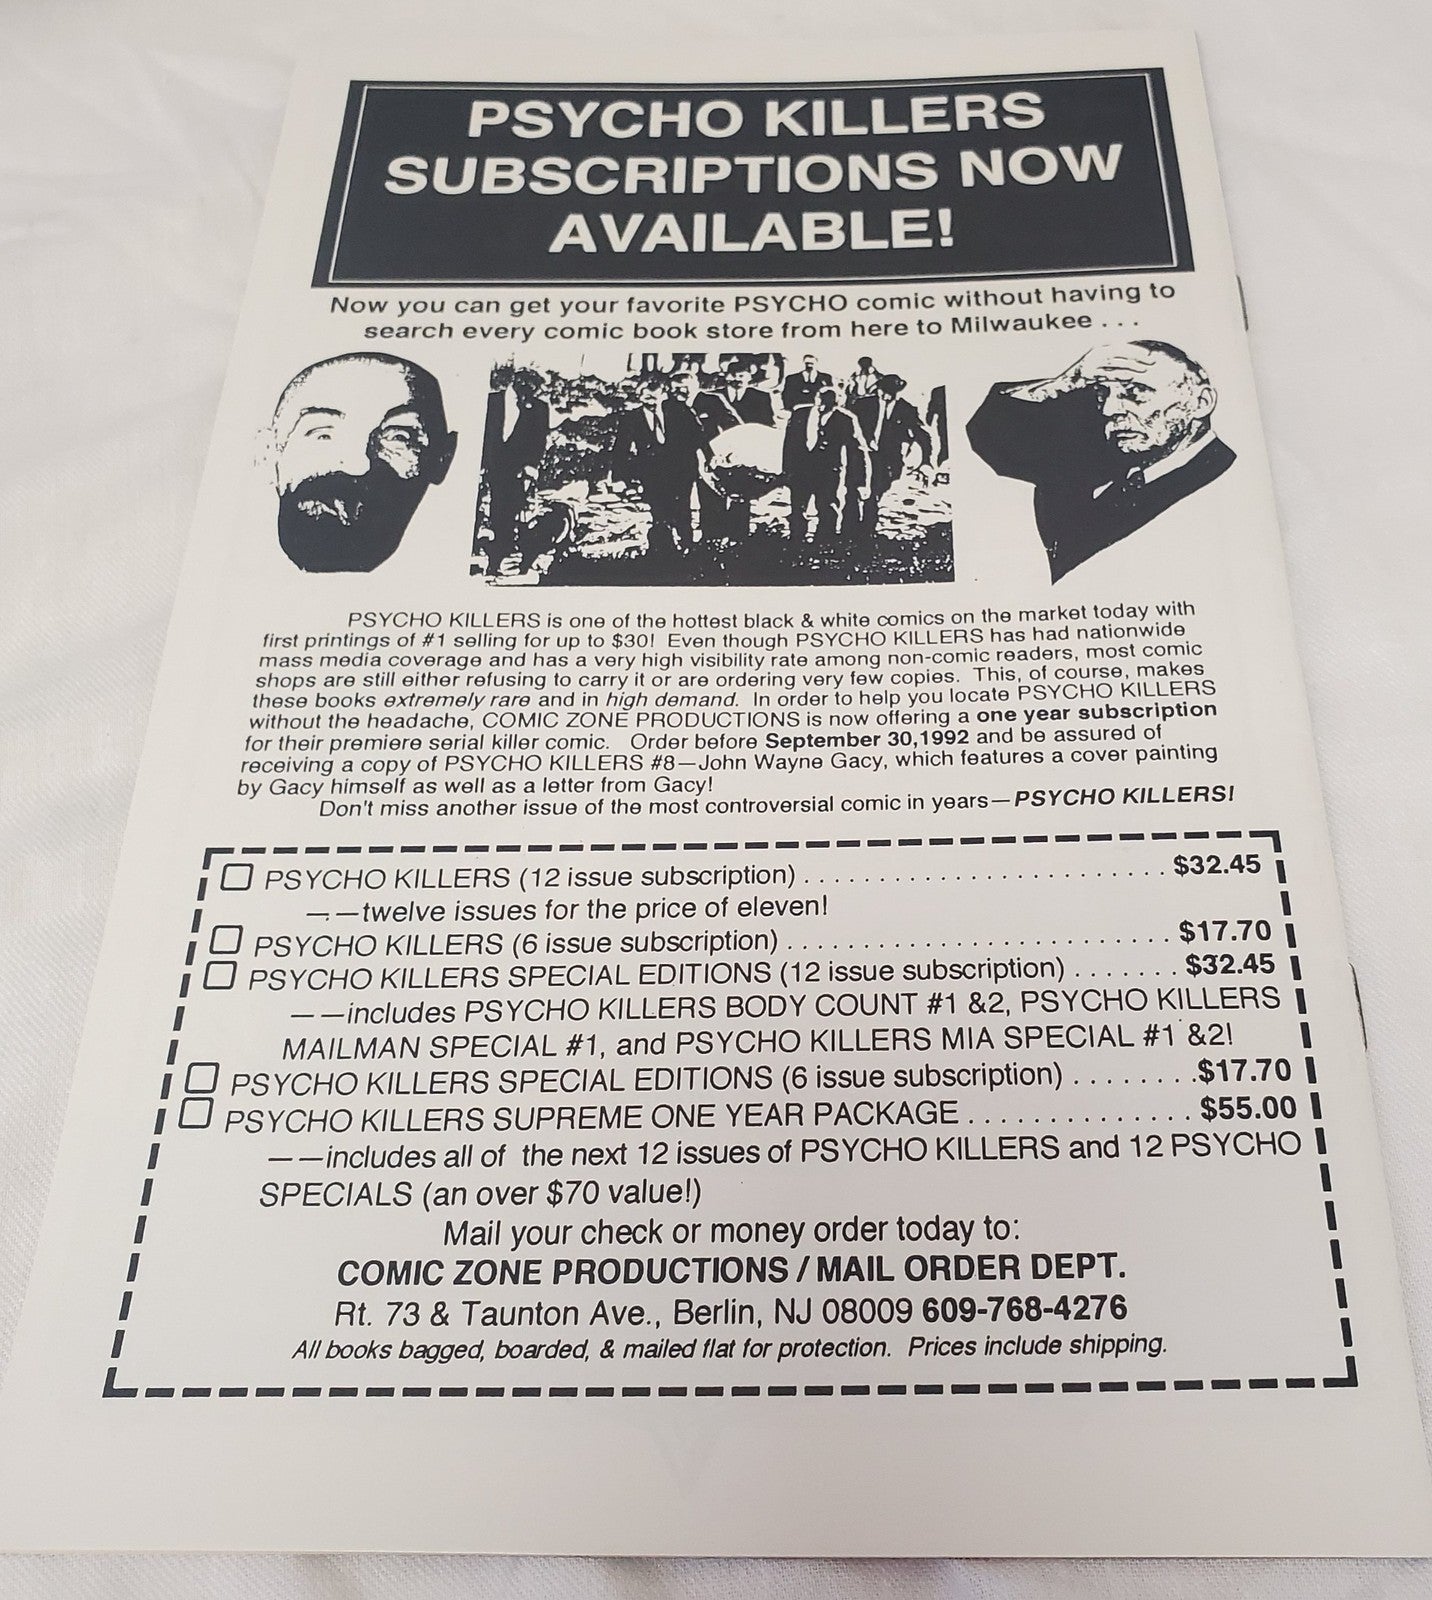 PSYCHO KILLERS
SUBSCRIPTIONS NOW
AVAILABLE!
Now you can get your favorite PSYCHO comic without having to
search every comic book store from here to Milwaukee . . .
PSYCHO KILLERS is one of the hottest black & white comics on the market today with
first printings of #1 selling for up to $30! Even though PSYCHO KILLERS has had nationwide
mass media coverage and has a very high visibility rate among non-comic readers, most comic
shops are still either refusing to carry it or are ordering very few copies. This, of course, makes
these books extremely rare and in high demand. In order to help you locate PSYCHO KILLERS
without the headache, COMIC ZONE PRODUCTIONS is now offering a one year subscription
for their premiere serial killer comic. Order before September 30,1992 and be assured of
receiving a copy of PSYCHO KILLERS #8—John Wayne Gacy, which features a cover painting
by Gacy himself as well as a letter from Gacy!
Don't miss another issue of the most controversial comic in years—PSYCHO KILLERS!
PSYCHO KILLERS (12 issue subscription) . . . . . . . . . . . . . . . . . . . . . . . . . $32.45
——twelve issues for the price of eleven!
PSYCHO KILLERS (6 issue subscription) . . . . . . . . . . . . . . . . . . . . . . . . . . $17.70
PSYCHO KILLERS SPECIAL EDITIONS (12 issue subscription) . . . . . . . $32.45
——includes PSYCHO KILLERS BODY COUNT #1 &2, PSYCHO KILLERS
MAILMAN SPECIAL #1, and PSYCHO KILLERS MIA SPECIAL #1 &2!
PSYCHO KILLERS SPECIAL EDITIONS (6 issue subscription) . . . . . . . . .$17.70
PSYCHO KILLERS SUPREME ONE YEAR PACKAGE . . . . . . . . . . . . . . . $55.00
——includes all of the next 12 issues of PSYCHO KILLERS and 12 PSYCHO
SPECIALS (an over $70 value!)
Mail your check or money order today to:
COMIC ZONE PRODUCTIONS / MAIL ORDER DEPT.
Rt. 73 & Taunton Ave., Berlin, NJ 08009 609-768-4276
All books bagged, boarded, & mailed flat for protection. Prices include shipping.